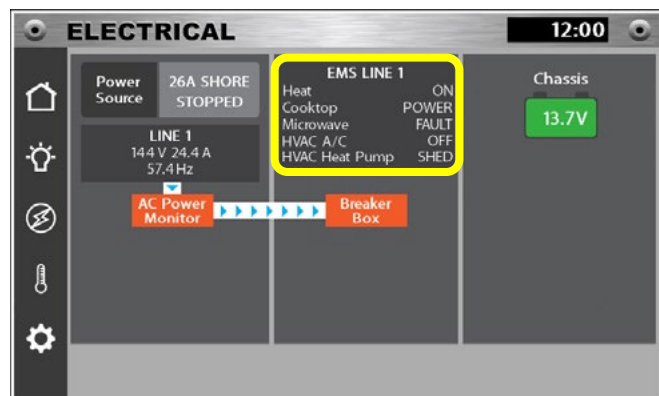 ELECTRICAL
12:00
Power
Source
26A SHORE
STOPPED
LINE 1
144 V 24.4 A
57.4 Hz
AC Power
Monitor
Breaker
Box
EMS LINE 1
Heat ON
Cooktop POWER
Microwave FAULT
HVAC A/C OFF
HVAC Heat Pump SHED
Chassis
13.7V